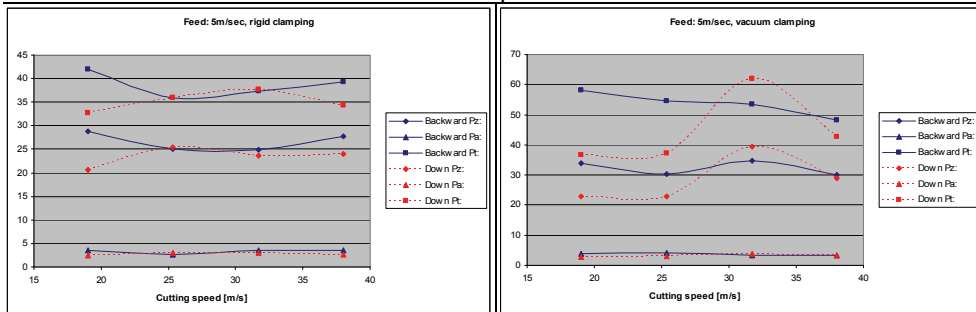 Feed: 5m/sec, rigid clamping
45
40
35
30
25
20
15
10
5
0
15 20 25 30 35 40
Cutting speed [m/s]
Backward Pz:
Backward Pa:
Backward Pt:
Down Pz:
Down Pa:
Down Pt:
Feed: 5m/sec, vacuum clamping
70
60
50
40
30
20
10
0
15 20 25 30 35 40
Cutting speed [m/s]
Backward Pz:
Backward Pa:
Backward Pt:
Down Pz:
Down Pa:
Down Pt: